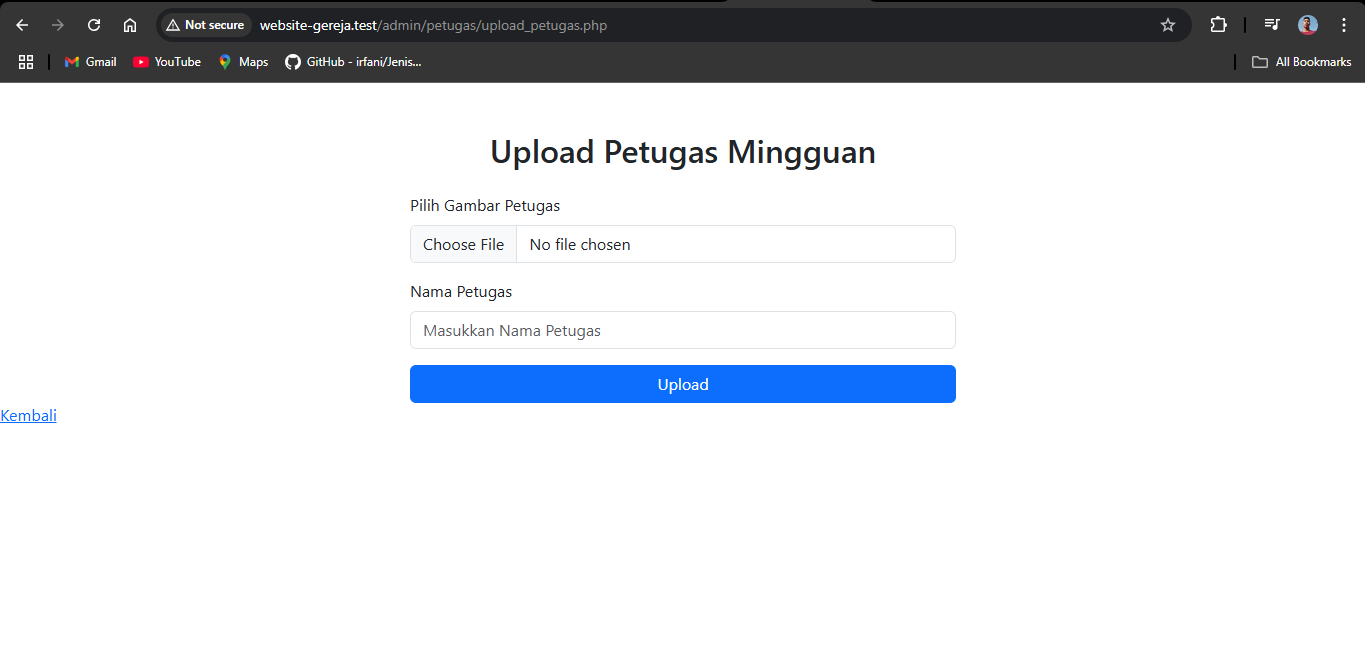 Not secure website-gereja.test/admin/petugas/upload_petugas.php
Gmail YouTube Maps GitHub - irfani/Jenis... All Bookmarks
Upload Petugas Mingguan
Pilih Gambar Petugas
Choose File No file chosen
Nama Petugas
Masukkan Nama Petugas
Upload
Kembali